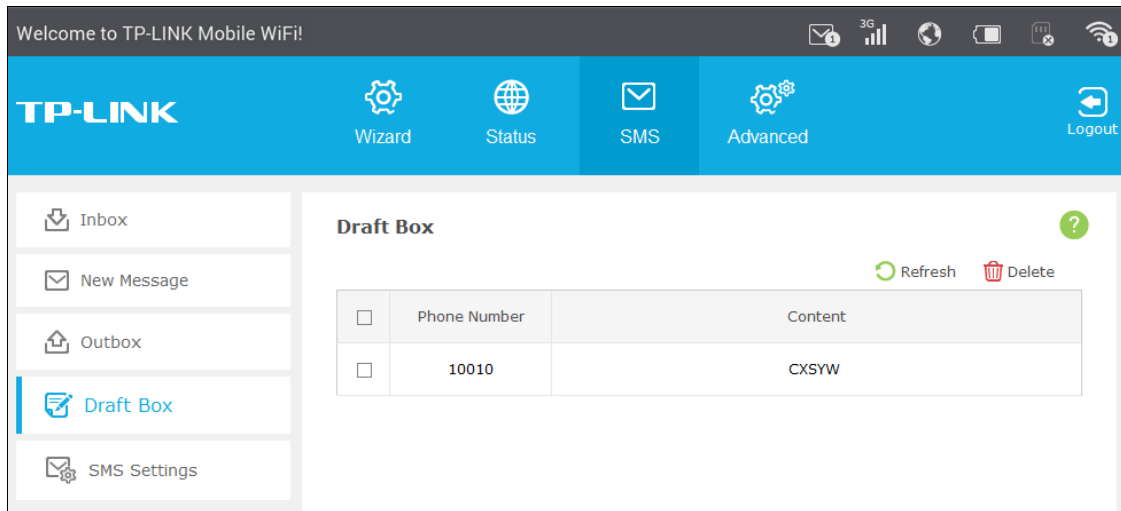 Welcome to TP-LINK Mobile WiFi!
1
3G
1
TP-LINK
Wizard
Status
SMS
Advanced
Logout
Inbox
New Message
Outbox
Draft Box
SMS Settings
Draft Box
?
Refresh
Delete
Phone Number
Content
10010
CXSYW